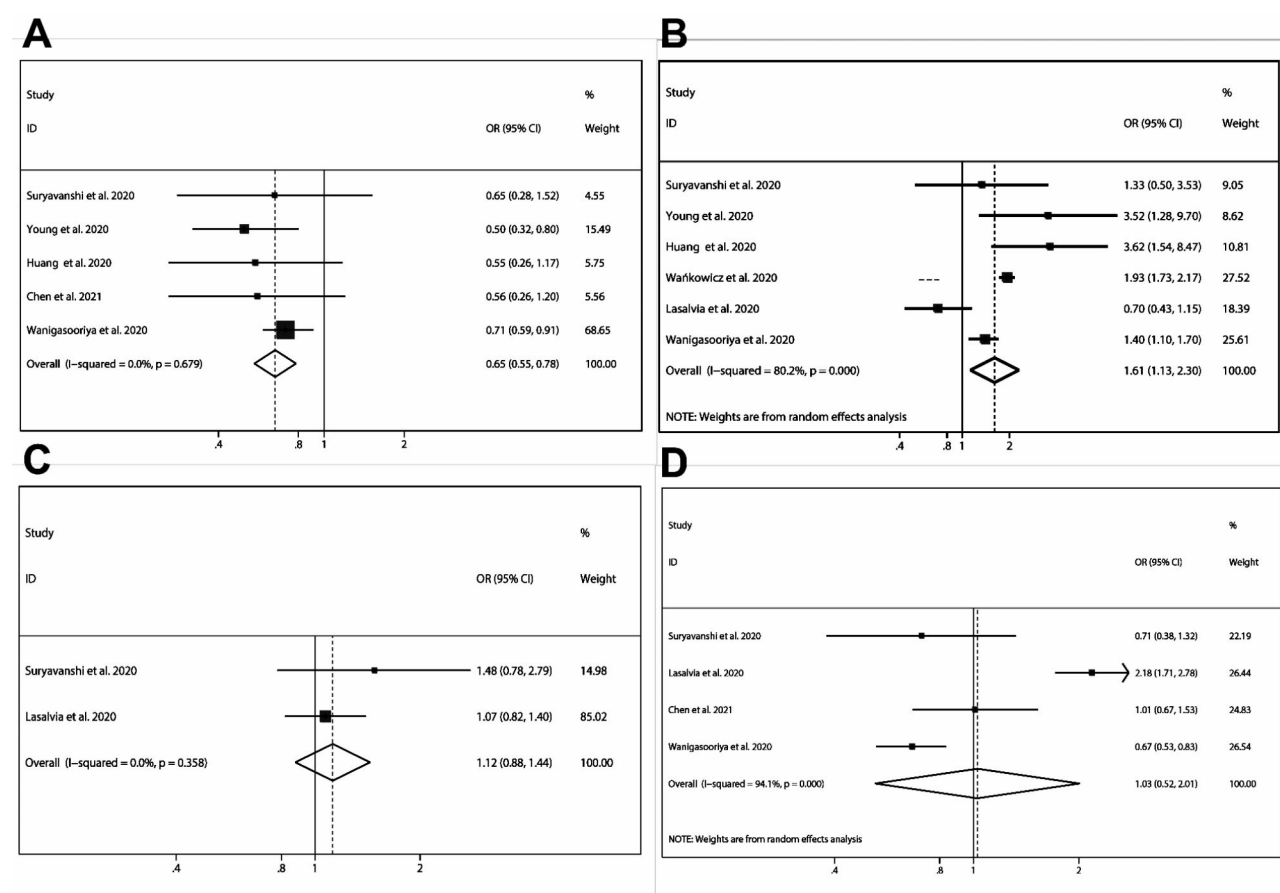 A
Study %
ID OR (95% CI) Weight
Suryavanshi et al. 2020 0.65 (0.28, 1.52) 4.55
Young et al. 2020 0.50 (0.32, 0.80) 15.49
Huang et al. 2020 0.55 (0.26, 1.17) 5.75
Chen et al. 2021 0.56 (0.26, 1.20) 5.56
Wanigasooriya et al. 2020 0.71 (0.59, 0.91) 68.65
Overall (I-squared = 0.0%, p = 0.679) 0.65 (0.55, 0.78) 100.00
.4 .8 1 2
B
Study %
ID OR (95% CI) Weight
Suryavanshi et al. 2020 1.33 (0.50, 3.53) 9.05
Young et al. 2020 3.52 (1.28, 9.70) 8.62
Huang et al. 2020 3.62 (1.54, 8.47) 10.81
Wańkowicz et al. 2020 1.93 (1.73, 2.17) 27.52
Lasalvia et al. 2020 0.70 (0.43, 1.15) 18.39
Wanigasooriya et al. 2020 1.40 (1.10, 1.70) 25.61
Overall (I-squared = 80.2%, p = 0.000) 1.61 (1.13, 2.30) 100.00
NOTE: Weights are from random effects analysis
.4 .8 1 2
C
Study %
ID OR (95% CI) Weight
Suryavanshi et al. 2020 1.48 (0.78, 2.79) 14.98
Lasalvia et al. 2020 1.07 (0.82, 1.40) 85.02
Overall (I-squared = 0.0%, p = 0.358) 1.12 (0.88, 1.44) 100.00
.4 .8 1 2
D
Study %
ID OR (95% CI) Weight
Suryavanshi et al. 2020 0.71 (0.38, 1.32) 22.19
Lasalvia et al. 2020 2.18 (1.71, 2.78) 26.44
Chen et al. 2021 1.01 (0.67, 1.53) 24.83
Wanigasooriya et al. 2020 0.67 (0.53, 0.83) 26.54
Overall (I-squared = 94.1%, p = 0.000) 1.03 (0.52, 2.01) 100.00
NOTE: Weights are from random effects analysis
.4 .8 1 2